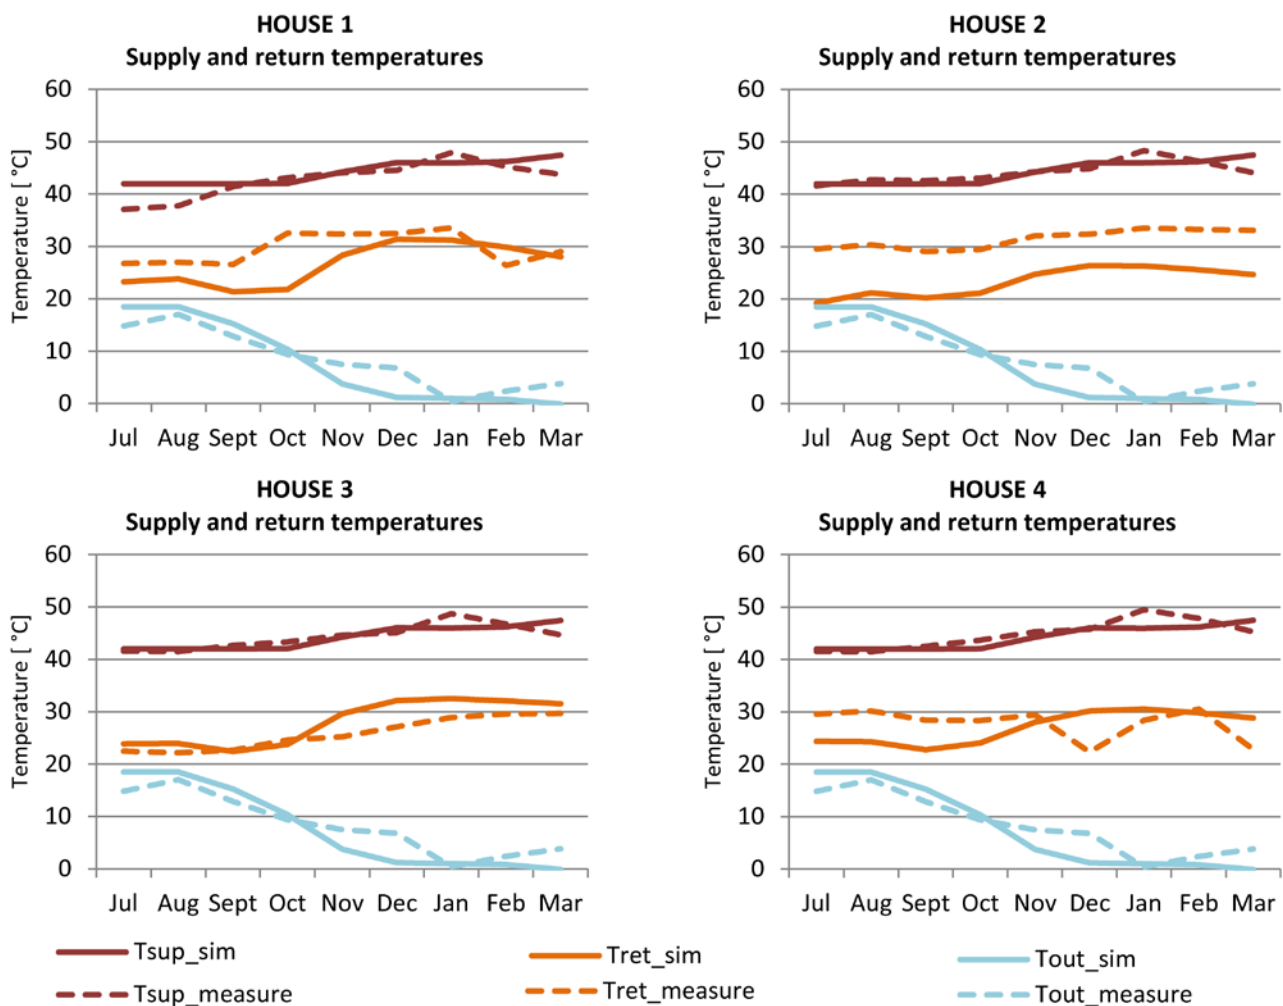 HOUSE 1
Supply and return temperatures
Temperature [ °C]
60
50
40
30
20
10
0
Jul Aug Sept Oct Nov Dec Jan Feb Mar
HOUSE 2
Supply and return temperatures
Temperature [ °C]
60
50
40
30
20
10
0
Jul Aug Sept Oct Nov Dec Jan Feb Mar
HOUSE 3
Supply and return temperatures
Temperature [ °C]
60
50
40
30
20
10
0
Jul Aug Sept Oct Nov Dec Jan Feb Mar
HOUSE 4
Supply and return temperatures
Temperature [ °C]
60
50
40
30
20
10
0
Jul Aug Sept Oct Nov Dec Jan Feb Mar
Tsup_sim
Tret_sim
Tout_sim
Tsup_measure
Tret_measure
Tout_measure